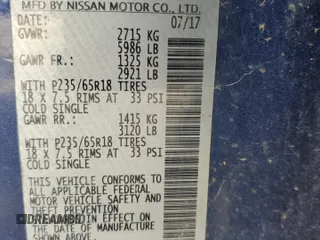 MFD BY NISSAN MOTOR CO., LTD.
DATE: 07/17
GVWR: 2715 KG
5986 LB
GAWR FR.: 1325 KG
2921 LB
WITH P235/65R18 TIRES
18 X 7.5 RIMS AT 33 PSI
COLD SINGLE
GAWR RR.: 1415 KG
3120 LB
WITH P235/65R18 TIRES
18 X 7.5 RIMS AT 33 PSI
COLD SINGLE
THIS VEHICLE CONFORMS TO
ALL APPLICABLE FEDERAL
MOTOR VEHICLE SAFETY AND
THEFT PREVENTION
IN EFFECT ON
THE DATE OF MANUFACTURE
SHOWN ABOVE.